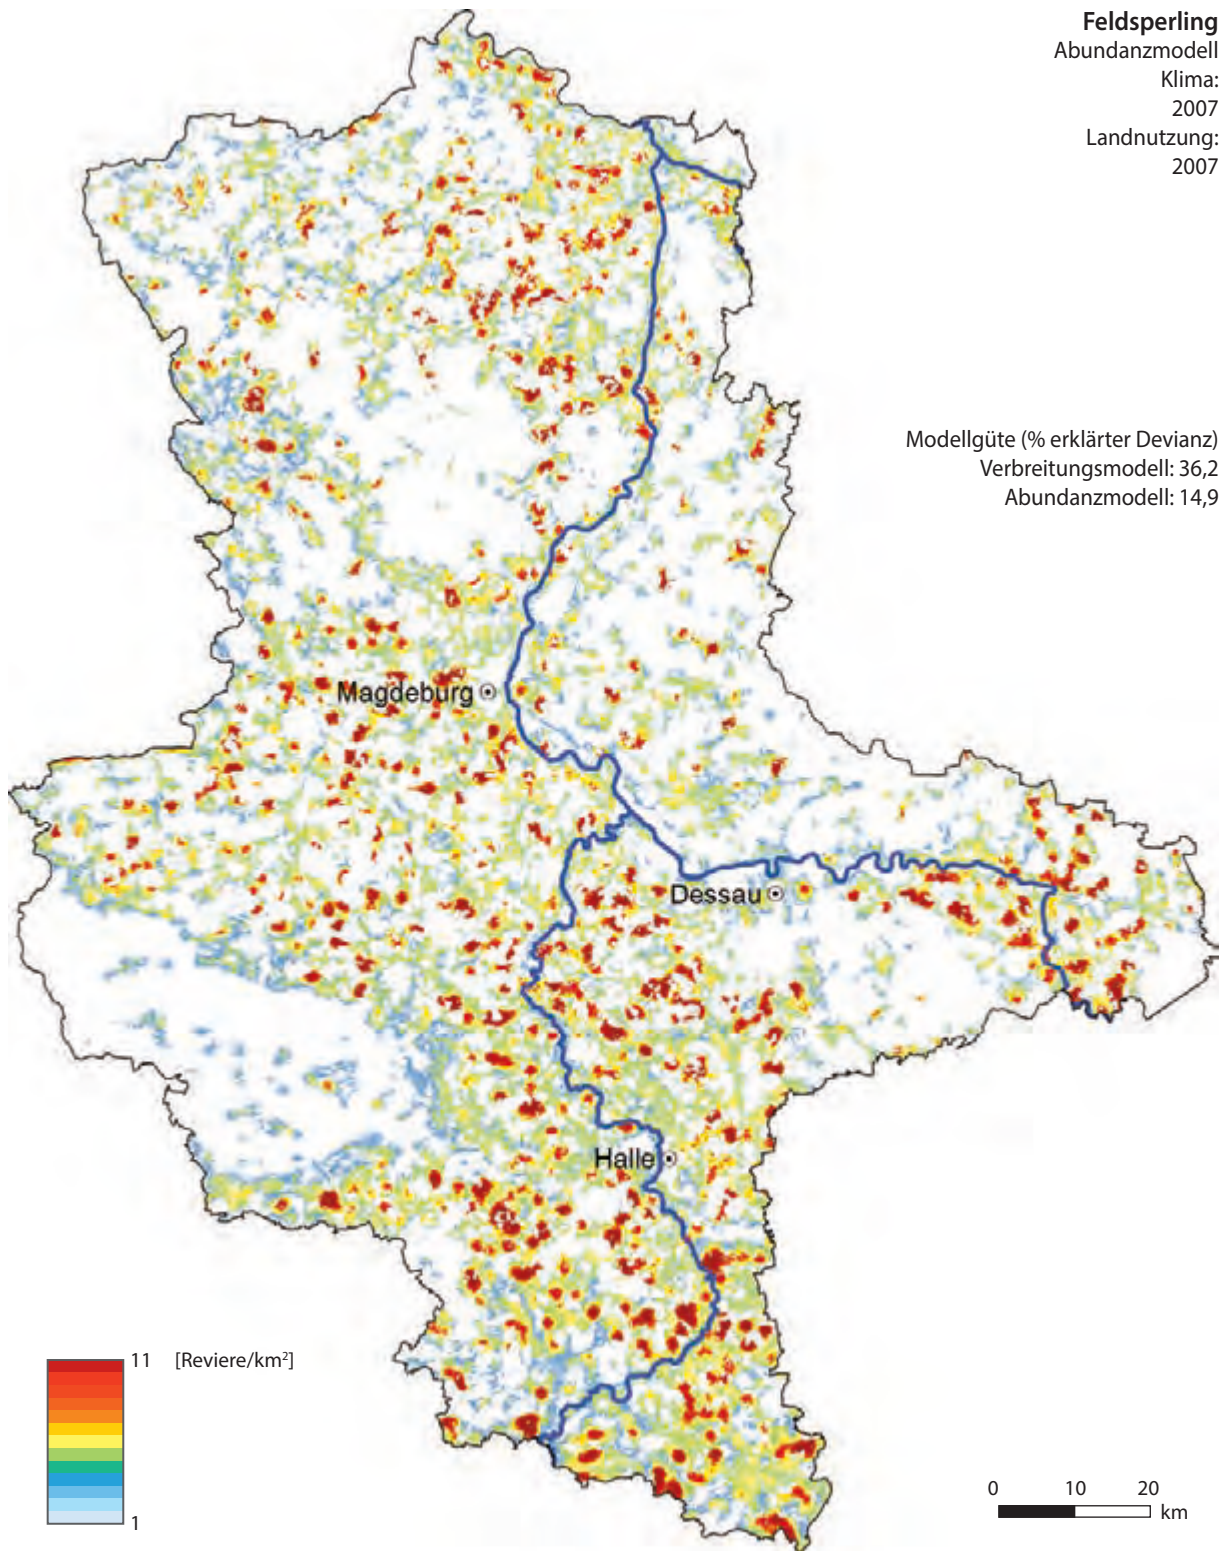 Feldsperling
Abundanzmodell
Klima:
2007
Landnutzung:
2007
Modellgüte (% erklärter Devianz)
Verbreitungsmodell: 36,2
Abundanzmodell: 14,9
Magdeburg
Dessau
Halle
11 [Reviere/km²]
1
0 10 20
km